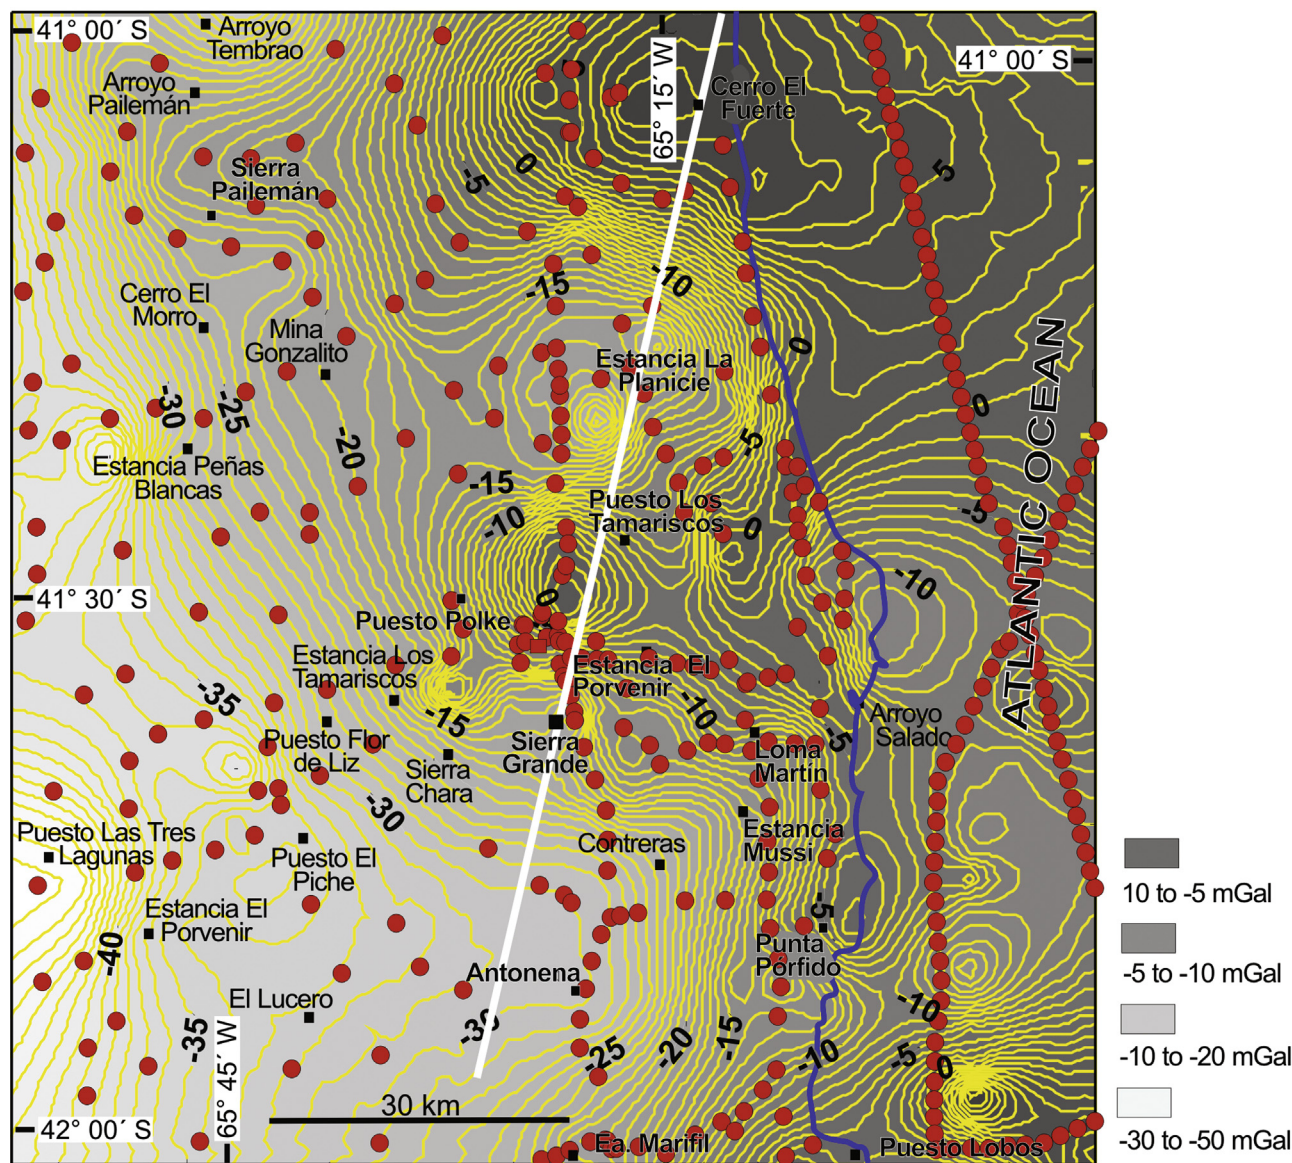 41° 00´ S
Arroyo
Tembrao
Arroyo
Pailemán
65° 15´ W
Cerro El
Fuerte
41° 00´ S
Sierra
Pailemán
-5
0
5
Cerro El
Morro
Mina
Gonzalito
-15
-10
0
Estancia La
Planicie
-30
-25
-20
0
-5
Estancia Peñas
Blancas
-15
-10
Puesto Los
Tamariscos
0
-5
ATLANTIC OCEAN
-10
41° 30´ S
0
Puesto Polke
Estancia Los
Tamariscos
Estancia El
Porvenir
-35
-15
-10
-5
Arroyo
Salado
Puesto Flor
de Liz
Sierra
Chara
Sierra
Grande
Loma
Martin
-30
Puesto Las Tres
Lagunas
Puesto El
Piche
Contreras
Estancia
Mussi
10 to -5 mGal
Estancia El
Porvenir
-5
-40
Punta
Pórfido
-5 to -10 mGal
Antonena
El Lucero
-35
65° 45´ W
-30
-25
-20
-15
-10
-10
-5
0
-10 to -20 mGal
30 km
42° 00´ S
Ea. Marifil
Puesto Lobos
-30 to -50 mGal